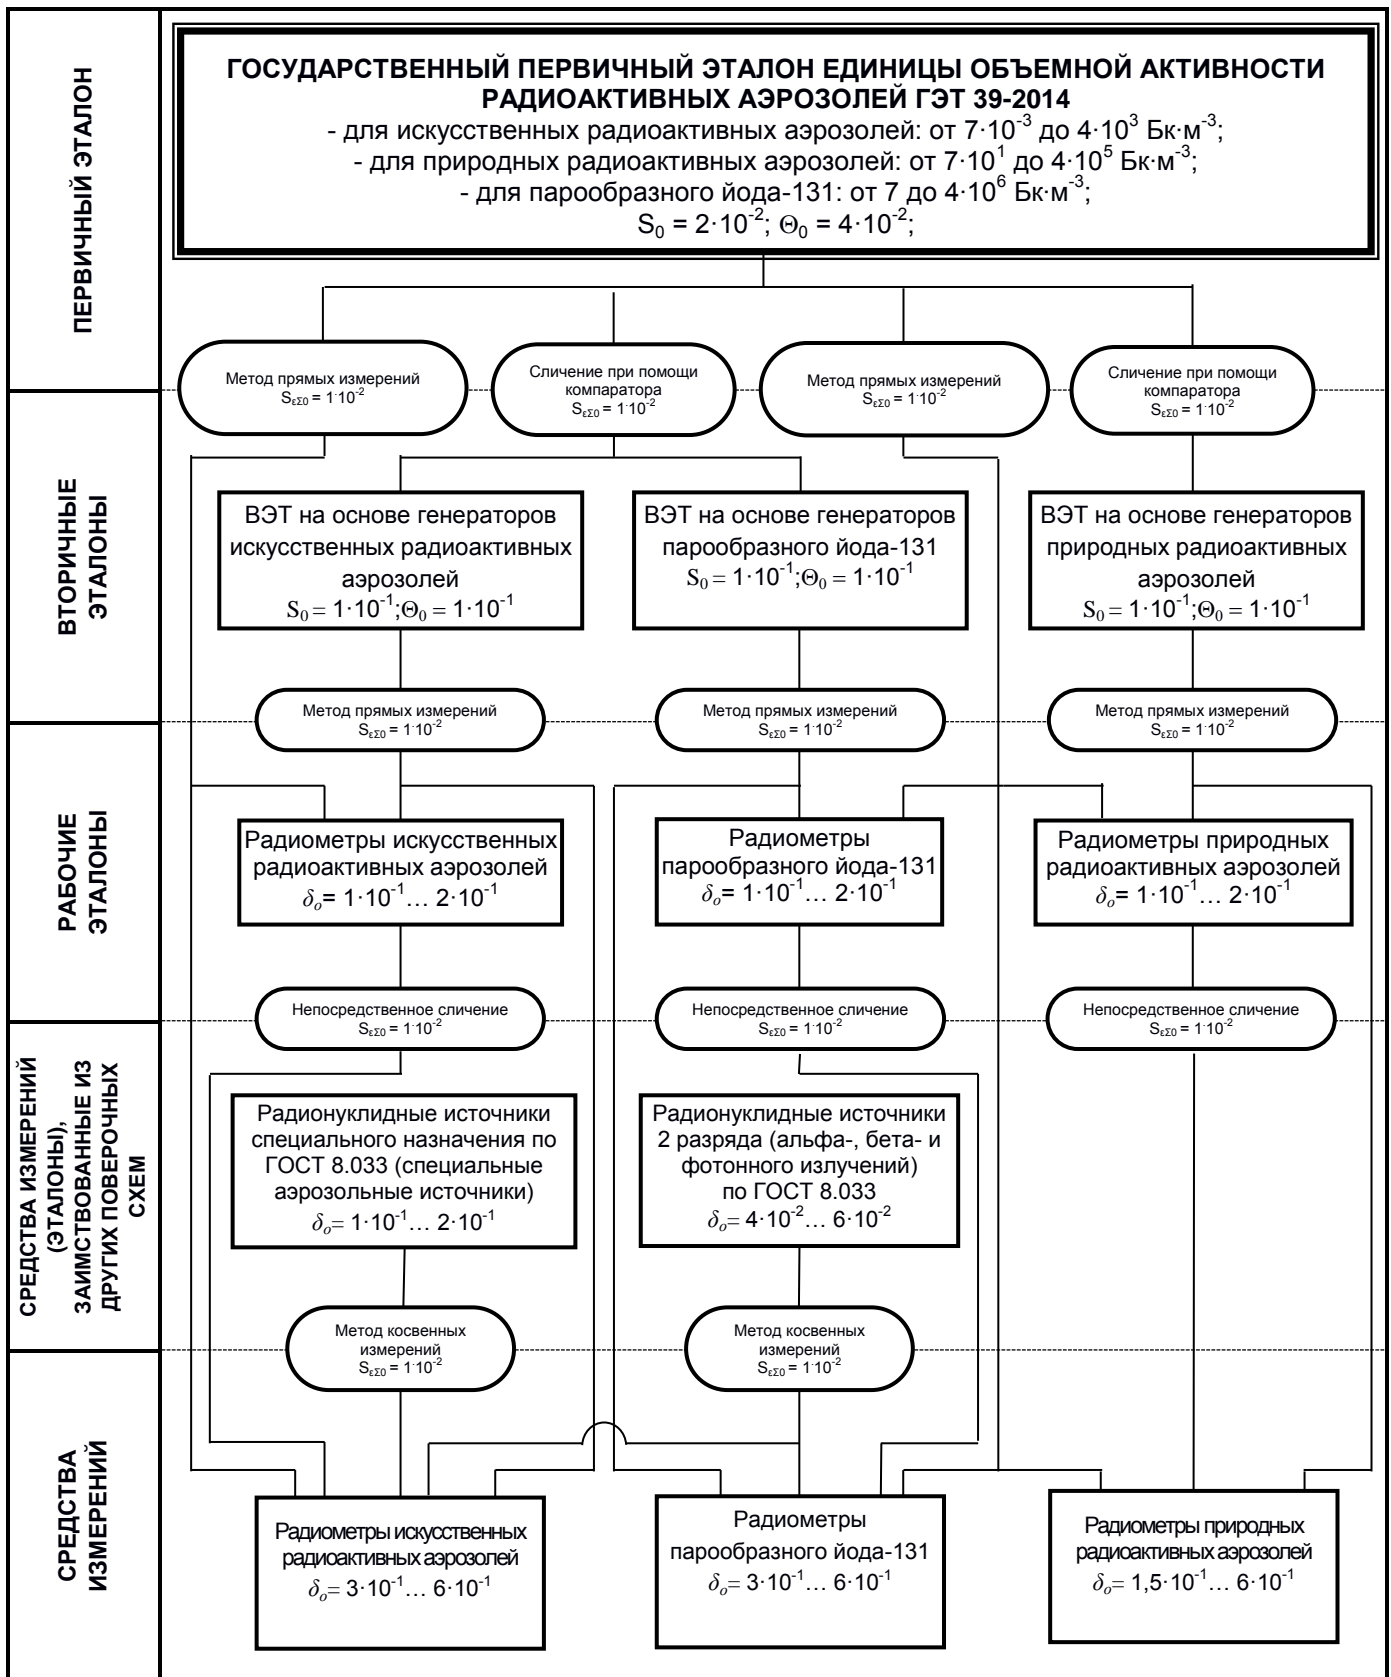 ПЕРВИЧНЫЙ ЭТАЛОН
ГОСУДАРСТВЕННЫЙ ПЕРВИЧНЫЙ ЭТАЛОН ЕДИНИЦЫ ОБЪЕМНОЙ АКТИВНОСТИ
РАДИОАКТИВНЫХ АЭРОЗОЛЕЙ ГЭТ 39-2014
- для искусственных радиоактивных аэрозолей: от 7·10⁻³ до 4·10³ Бк·м⁻³;
- для природных радиоактивных аэрозолей: от 7·10¹ до 4·10⁵ Бк·м⁻³;
- для парообразного йода-131: от 7 до 4·10⁶ Бк·м⁻³;
S₀ = 2·10⁻²; Θ₀ = 4·10⁻²;
Метод прямых измерений
S_εΣ0 = 1·10⁻²
Сличение при помощи
компаратора
S_εΣ0 = 1·10⁻²
Метод прямых измерений
S_εΣ0 = 1·10⁻²
Сличение при помощи
компаратора
S_εΣ0 = 1·10⁻²
ВТОРИЧНЫЕ
ЭТАЛОНЫ
ВЭТ на основе генераторов
искусственных радиоактивных
аэрозолей
S₀ = 1·10⁻¹;Θ₀ = 1·10⁻¹
ВЭТ на основе генераторов
парообразного йода-131
S₀ = 1·10⁻¹;Θ₀ = 1·10⁻¹
ВЭТ на основе генераторов
природных радиоактивных
аэрозолей
S₀ = 1·10⁻¹;Θ₀ = 1·10⁻¹
Метод прямых измерений
S_εΣ0 = 1·10⁻²
Метод прямых измерений
S_εΣ0 = 1·10⁻²
Метод прямых измерений
S_εΣ0 = 1·10⁻²
РАБОЧИЕ
ЭТАЛОНЫ
Радиометры искусственных
радиоактивных аэрозолей
δₒ= 1·10⁻¹… 2·10⁻¹
Радиометры
парообразного йода-131
δₒ= 1·10⁻¹… 2·10⁻¹
Радиометры природных
радиоактивных аэрозолей
δₒ= 1·10⁻¹… 2·10⁻¹
Непосредственное сличение
S_εΣ0 = 1·10⁻²
Непосредственное сличение
S_εΣ0 = 1·10⁻²
Непосредственное сличение
S_εΣ0 = 1·10⁻²
СРЕДСТВА ИЗМЕРЕНИЙ
(ЭТАЛОНЫ),
ЗАИМСТВОВАННЫЕ ИЗ
ДРУГИХ ПОВЕРОЧНЫХ
СХЕМ
Радионуклидные источники
специального назначения по
ГОСТ 8.033 (специальные
аэрозольные источники)
δₒ= 1·10⁻¹… 2·10⁻¹
Радионуклидные источники
2 разряда (альфа-, бета- и
фотонного излучений)
по ГОСТ 8.033
δₒ= 4·10⁻²… 6·10⁻²
Метод косвенных
измерений
S_εΣ0 = 1·10⁻²
Метод косвенных
измерений
S_εΣ0 = 1·10⁻²
СРЕДСТВА
ИЗМЕРЕНИЙ
Радиометры искусственных
радиоактивных аэрозолей
δₒ= 3·10⁻¹… 6·10⁻¹
Радиометры
парообразного йода-131
δₒ= 3·10⁻¹… 6·10⁻¹
Радиометры природных
радиоактивных аэрозолей
δₒ= 1,5·10⁻¹… 6·10⁻¹